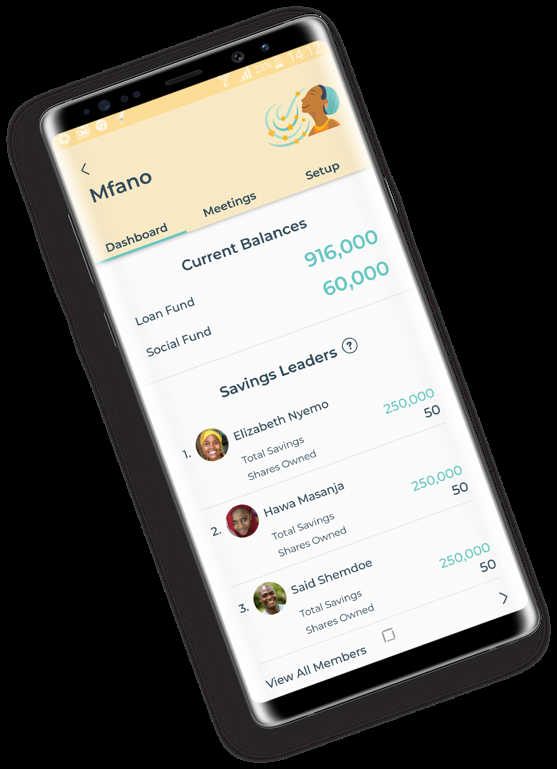 23% 14:12
Mfano
Dashboard Meetings Setup
Current Balances
Loan Fund 916,000
Social Fund 60,000
Savings Leaders ?
1. Elizabeth Nyemo
Total Savings 250,000
Shares Owned 50
2. Hawa Masanja
Total Savings 250,000
Shares Owned 50
3. Said Shemdoe
Total Savings 250,000
Shares Owned 50
View All Members